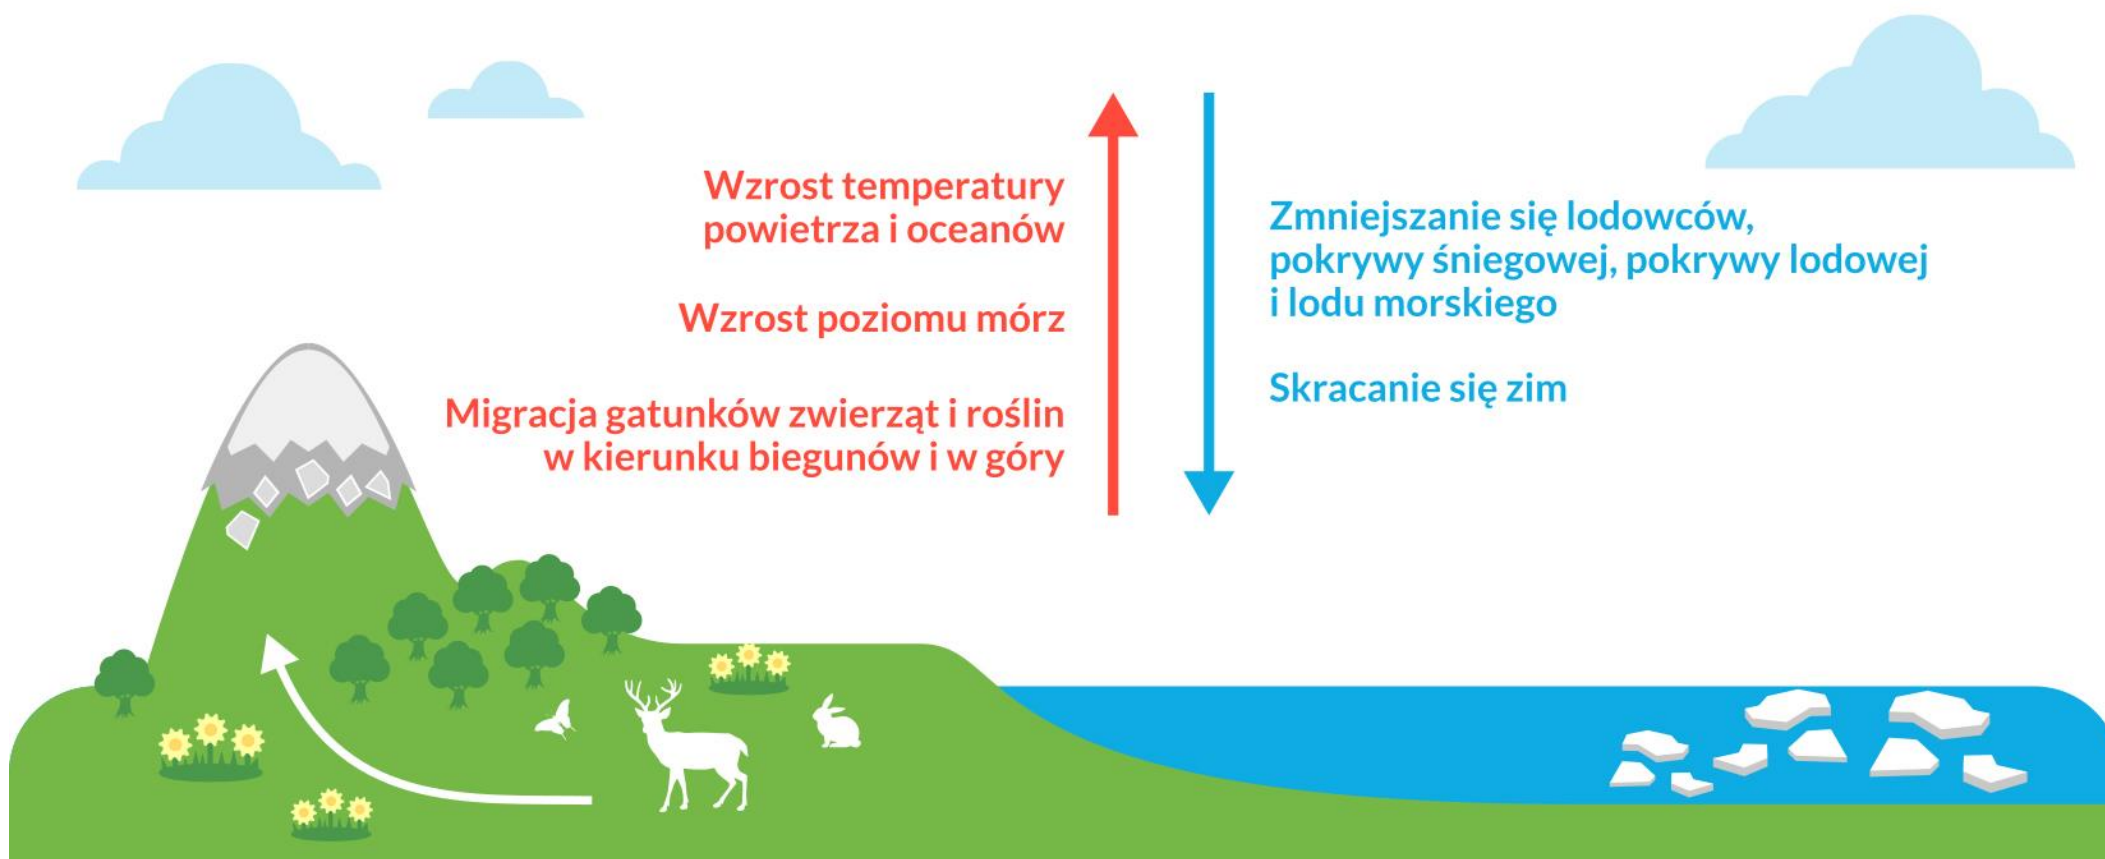 Wzrost temperatury
powietrza i oceanów
Wzrost poziomu mórz
Migracja gatunków zwierząt i roślin
w kierunku biegunów i w góry
Zmniejszanie się lodowców,
pokrywy śniegowej, pokrywy lodowej
i lodu morskiego
Skracanie się zim